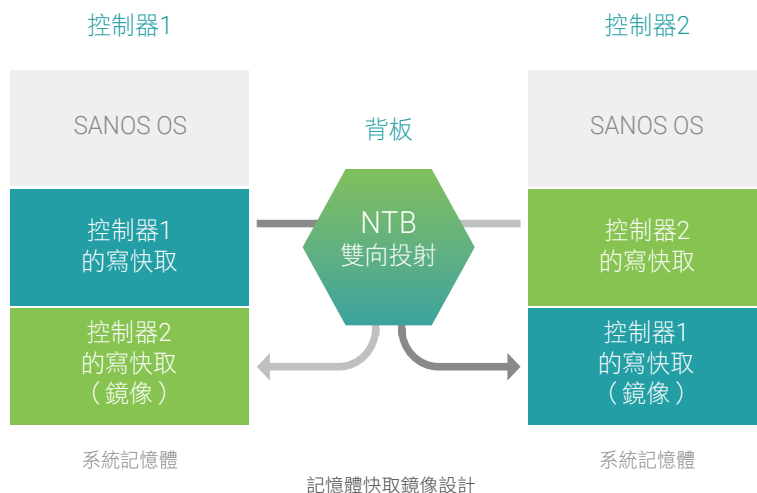 控制器1
控制器2
SANOS OS
背板
SANOS OS
控制器1
的寫快取
NTB
雙向投射
控制器2
的寫快取
控制器2
的寫快取
（鏡像）
控制器1
的寫快取
（鏡像）
系統記憶體
系統記憶體
記憶體快取鏡像設計